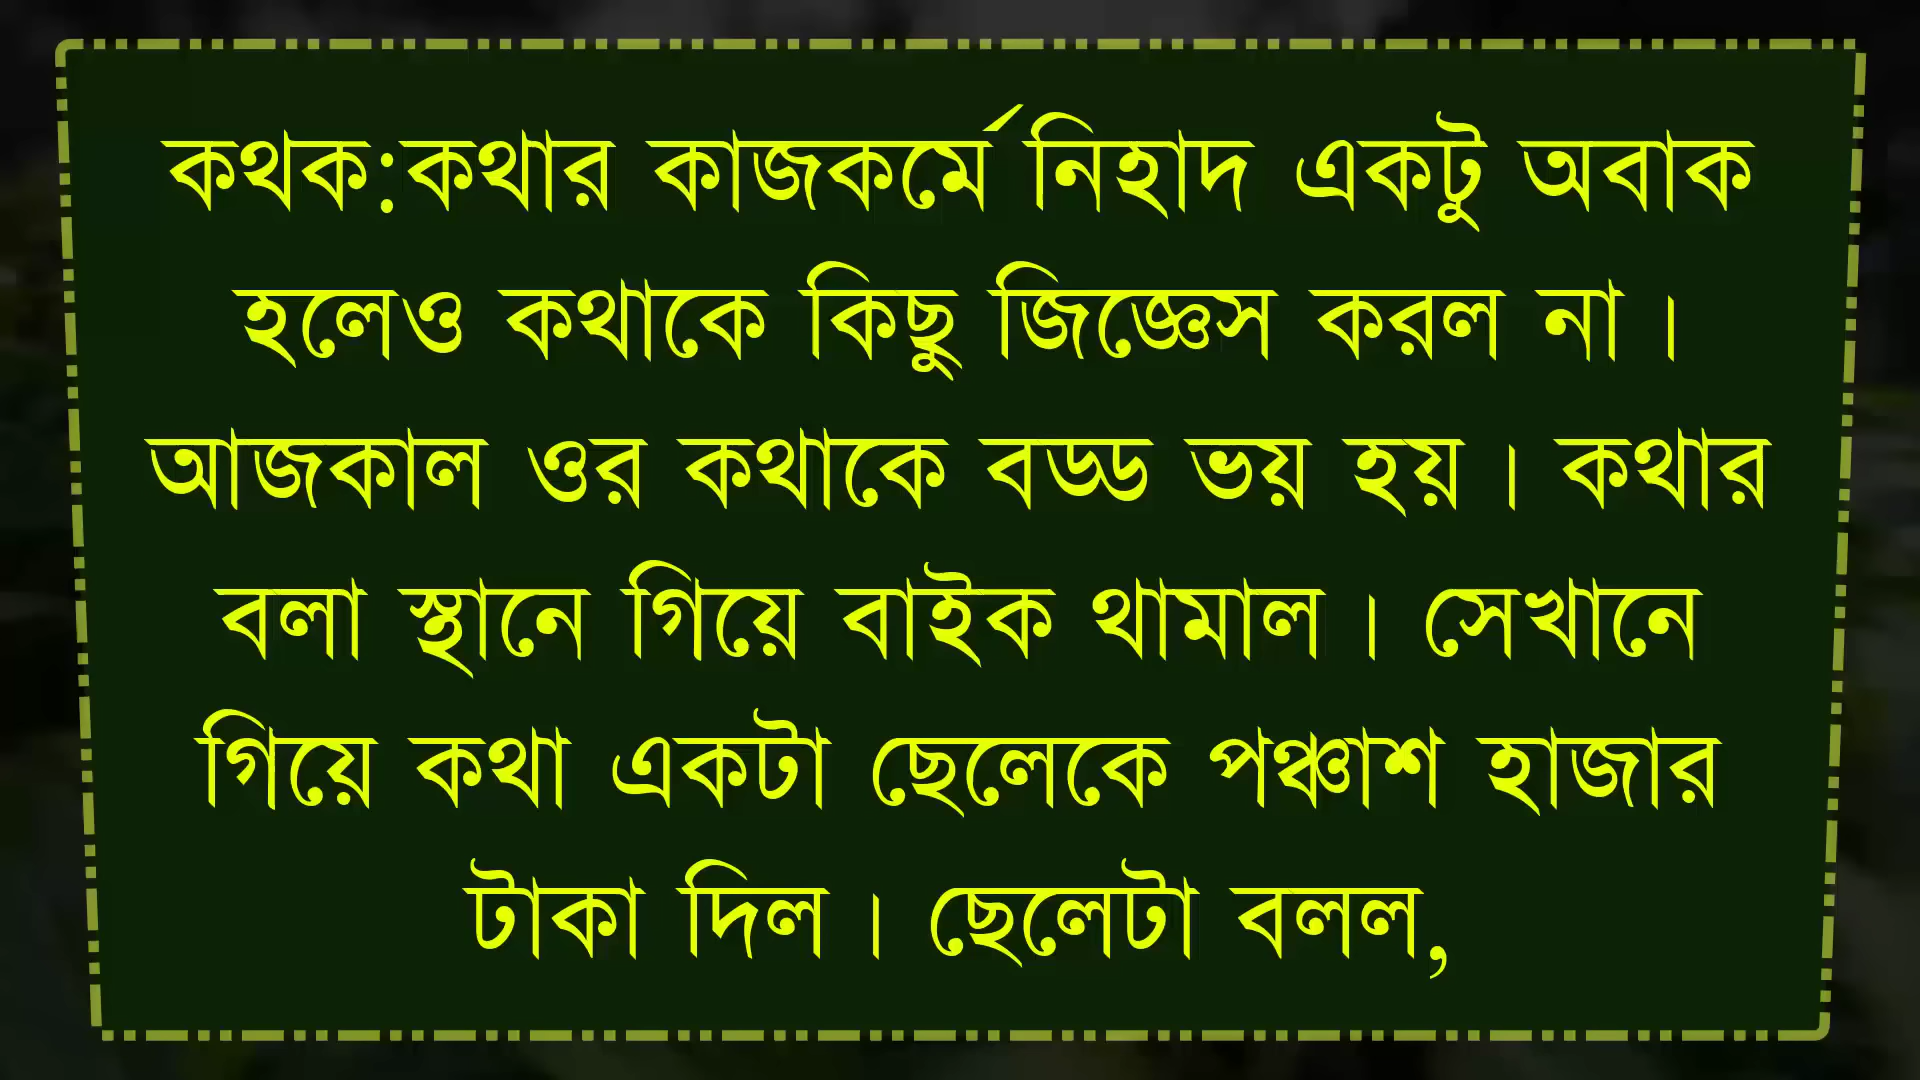 কথক:কথার কাজকর্মে নিহাদ একটু অবাক
হলেও কথাকে কিছু জিজ্ঞেস করল না।
আজকাল ওর কথাকে বড্ড ভয় হয়। কথার
বলা স্থানে গিয়ে বাইক থামাল। সেখানে
গিয়ে কথা একটা ছেলেকে পঞ্চাশ হাজার
টাকা দিল। ছেলেটা বলল,